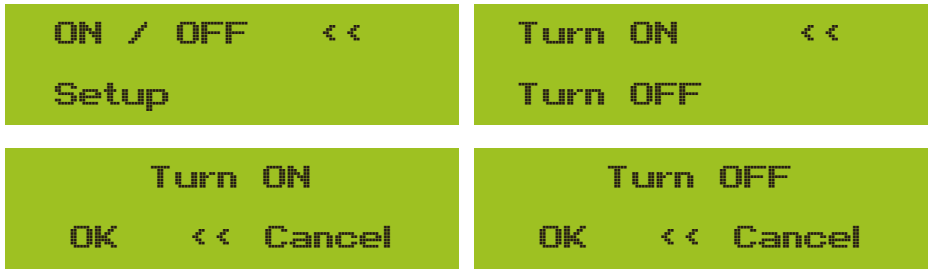 ON / OFF <<
Setup
Turn ON <<
Turn OFF
Turn ON
OK << Cancel
Turn OFF
OK << Cancel